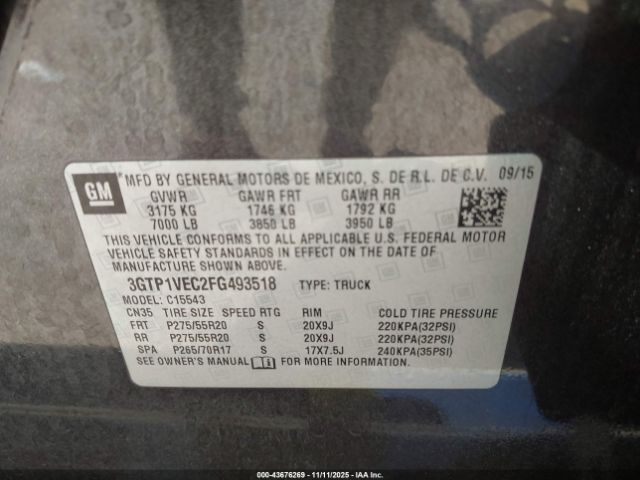 GM
MFD BY GENERAL MOTORS DE MEXICO, S. DE R.L. DE C.V. 09/15
GVWR GAWR FRT GAWR RR
3175 KG 1746 KG 1792 KG
7000 LB 3850 LB 3950 LB
THIS VEHICLE CONFORMS TO ALL APPLICABLE U.S. FEDERAL MOTOR
VEHICLE SAFETY STANDARDS IN EFFECT ON THE DATE OF
MANUFACTURE SHOWN ABOVE.
3GTP1VEC2FG493518 TYPE: TRUCK
MODEL: C15543
CN35 TIRE SIZE SPEED RTG RIM COLD TIRE PRESSURE
FRT P275/55R20 S 20X9J 220KPA(32PSI)
RR P275/55R20 S 20X9J 220KPA(32PSI)
SPA P265/70R17 S 17X7.5J 240KPA(35PSI)
SEE OWNER'S MANUAL FOR MORE INFORMATION.
000-43676269 - 11/11/2025 - IAA Inc.